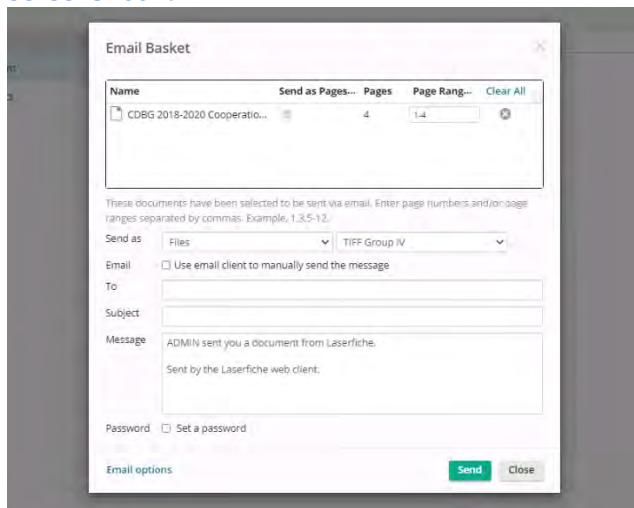 Email Basket
Name Send as Pages... Pages Page Rang... Clear All
CDBG 2018-2020 Cooperatio... 4 1-4
These documents have been selected to be sent via email. Enter page numbers and/or page
ranges separated by commas. Example, 1,3,5-12.
Send as Files TIFF Group IV
Email Use email client to manually send the message
To
Subject
Message ADMIN sent you a document from Laserfiche.
Sent by the Laserfiche web client.
Password Set a password
Email options Send Close